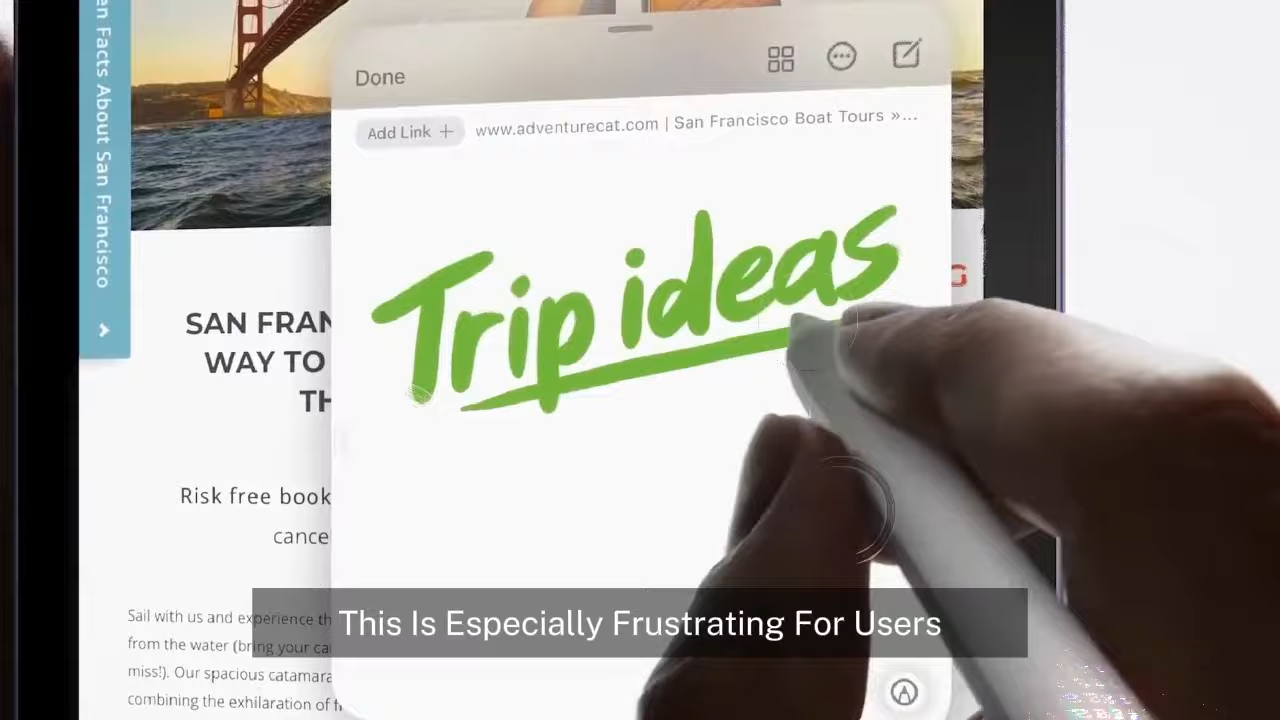 en Facts About San Francisco
Done
Add Link +
www.adventurecat.com | San Francisco Boat Tours »...
Trip ideas
SAN FRAN
WAY TO
TH
Risk free book
cance
Sail with us and experience th
from the water (bring your ca
miss!). Our spacious catamara
combining the exhilaration of
G
This Is Especially Frustrating For Users